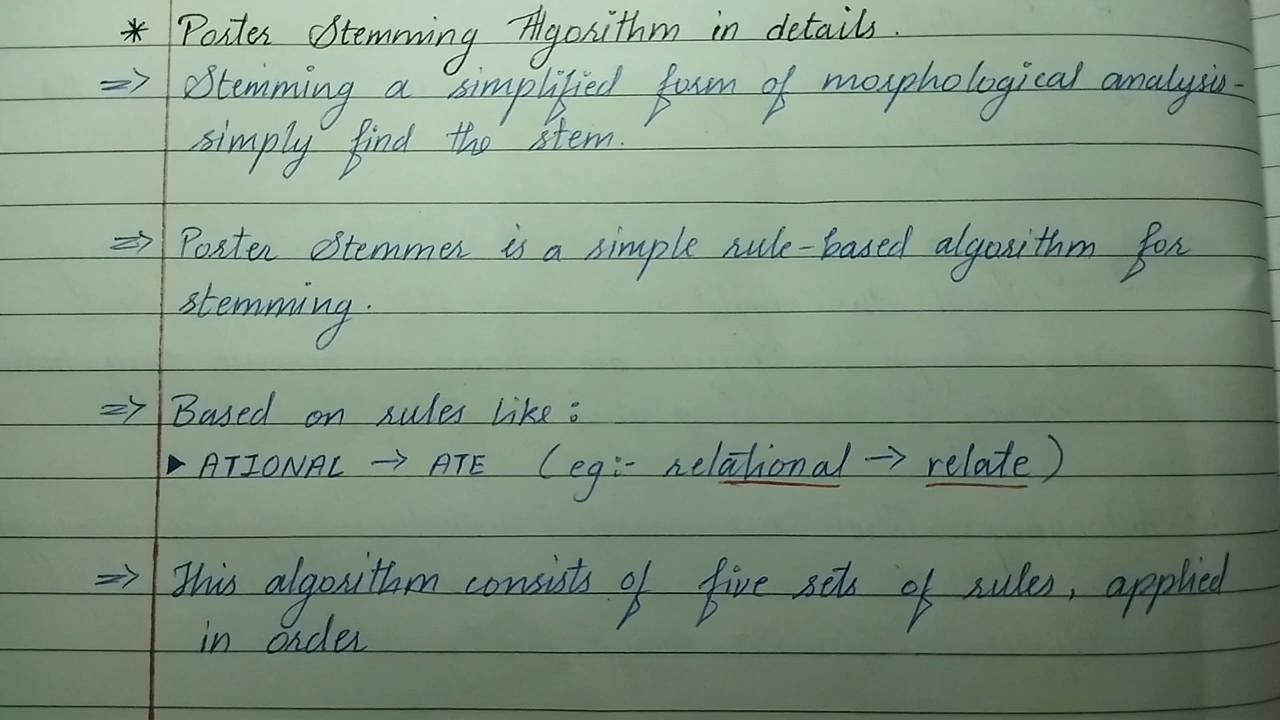 * Porter Stemming Algorithm in details.
=> Stemming a simplified form of morphological analysis-
simply find the stem.
=> Porter Stemmer is a simple rule-based algorithm for
stemming.
=> Based on rules like:
▶ ATIONAL → ATE (eg:- relational → relate)
=> This algorithm consists of five sets of rules, applied
in order